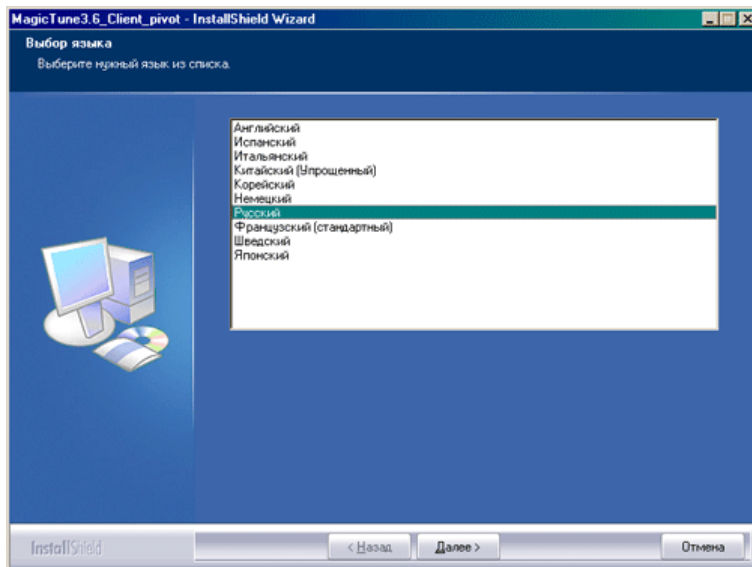 MagicTune3.6_Client_pivot - InstallShield Wizard
Выбор языка
Выберите нужный язык из списка.
Английский
Испанский
Итальянский
Китайский (Упрощенный)
Корейский
Немецкий
Русский
Французский (стандартный)
Шведский
Японский
InstallShield
< Назад
Далее >
Отмена